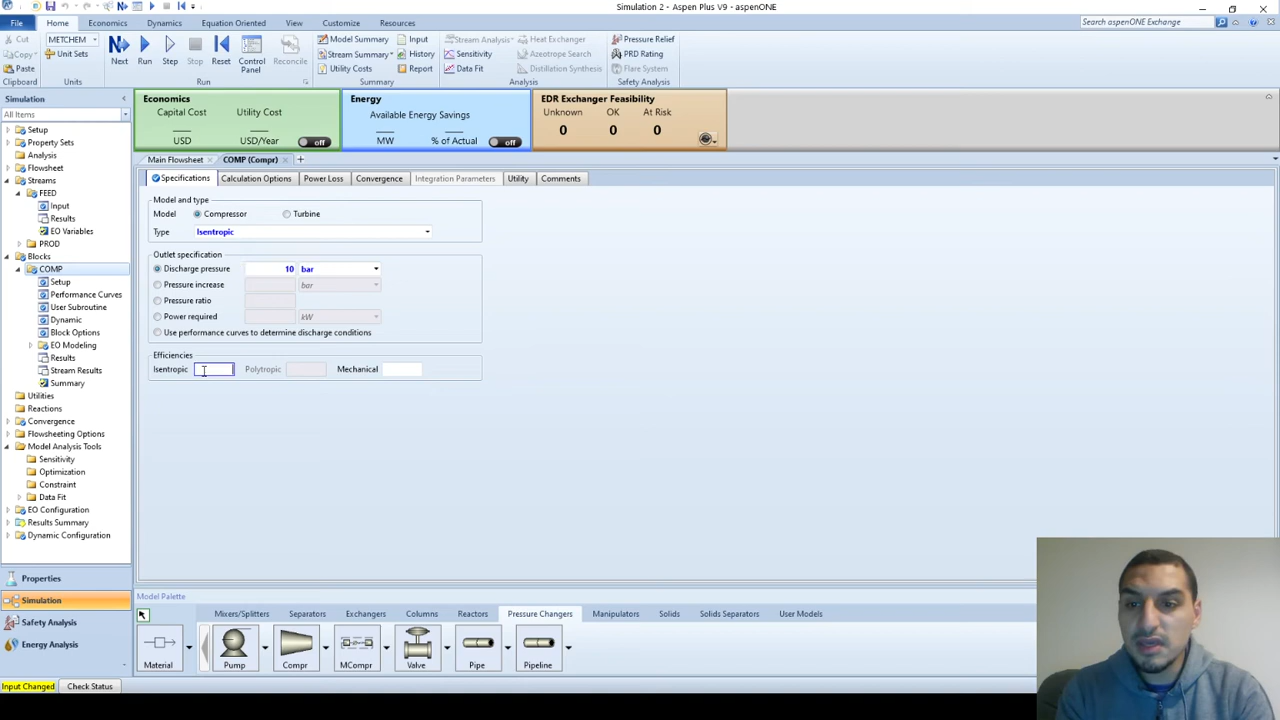 Simulation 2 - Aspen Plus V9 - aspenONE
File Home Economics Dynamics Equation Oriented View Customize Resources Search aspenONE Exchange
Cut METCHEM Next Run Step Stop Reset Control Panel Reconcile Model Summary Input Stream Analysis Heat Exchanger Pressure Relief
Copy Unit Sets Stream Summary History Sensitivity Azeotrope Search PRD Rating
Paste Utility Costs Report Data Fit Distillation Synthesis Flare System
Clipboard Units Run Summary Analysis Safety Analysis
Simulation
All Items
Setup
Property Sets
Analysis
Flowsheet
Streams
FEED
Input
Results
EO Variables
PROD
Blocks
COMP
Setup
Performance Curves
User Subroutine
Dynamic
Block Options
EO Modeling
Results
Stream Results
Summary
Utilities
Reactions
Convergence
Flowsheeting Options
Model Analysis Tools
Sensitivity
Optimization
Constraint
Data Fit
EO Configuration
Results Summary
Dynamic Configuration
Properties
Simulation
Safety Analysis
Energy Analysis
Economics Energy EDR Exchanger Feasibility
Capital Cost Utility Cost Available Energy Savings Unknown OK At Risk
USD USD/Year off MW % of Actual off 0 0 0
Main Flowsheet COMP (Compr) +
Specifications Calculation Options Power Loss Convergence Integration Parameters Utility Comments
Model and type
Model Compressor Turbine
Type Isentropic
Outlet specification
Discharge pressure 10 bar
Pressure increase bar
Pressure ratio
Power required kW
Use performance curves to determine discharge conditions
Efficiencies
Isentropic Polytropic Mechanical
Model Palette
Mixers/Splitters Separators Exchangers Columns Reactors Pressure Changers Manipulators Solids Solids Separators User Models
Material Pump Compr MCompr Valve Pipe Pipeline
Input Changed Check Status